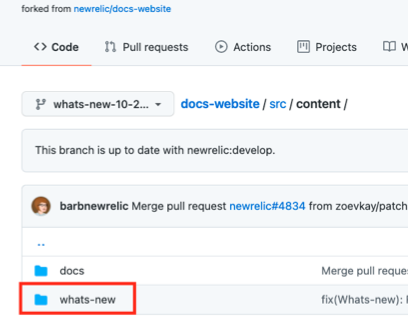 forked from newrelic/docs-website
Code Pull requests Actions Projects W
whats-new-10-2... docs-website / src / content /
This branch is up to date with newrelic:develop.
barbnewrelic Merge pull request newrelic#4834 from zoevkay/patch
..
docs Merge pull reques
whats-new fix(Whats-new):